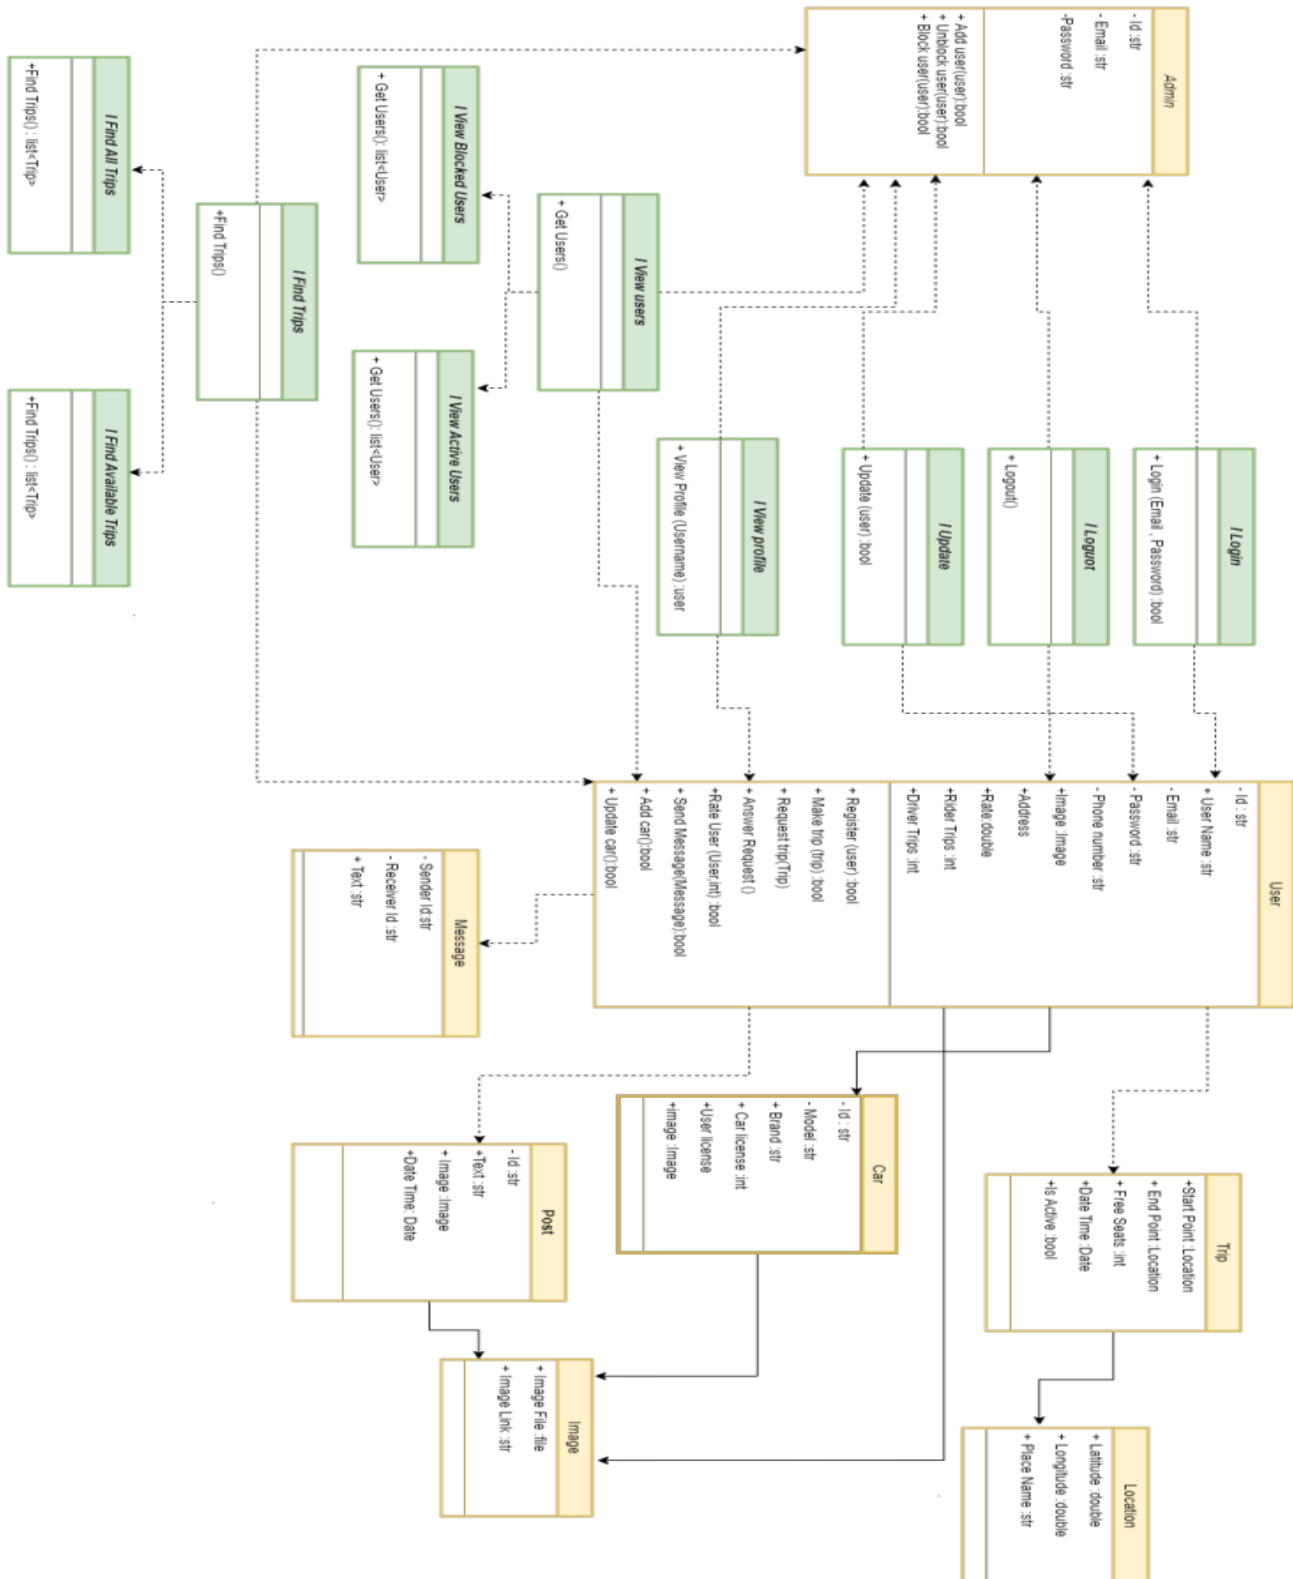 Admin
- Id :str
- Email :str
-Password :str
+ Add user(user):bool
+ Unblock user(user):bool
+ Block user(user):bool
I Login
+ Login (Email , Password) :bool
I Loguot
+ Logout()
I Update
+ Update (user) :bool
I View profile
+ View Profile (Username) :user
I View users
+ Get Users()
I View Blocked Users
+ Get Users(): list<User>
I View Active Users
+ Get Users(): list<User>
I Find Trips
+Find Trips()
I Find All Trips
+Find Trips() : list<Trip>
I Find Available Trips
+Find Trips() : list<Trip>
User
- Id : str
+ User Name :str
- Email :str
- Password :str
- Phone number :str
+Image :Image
+Address
+Rate:double
+Rider Trips :int
+Driver Trips :int
+ Register (user) :bool
+ Make trip (trip) :bool
+ Request trip(Trip)
+ Answer Request ()
+Rate User (User,int) :bool
+ Send Message(Message):bool
+ Add car():bool
+ Update car():bool
Message
- Sender Id:str
- Receiver Id :str
+ Text :str
Trip
+Start Point :Location
+ End Point :Location
+ Free Seats :int
+Date Time :Date
+Is Active :bool
Car
- Id : str
- Model :str
+ Brand :str
+ Car license :int
+User license
+image :Image
Post
- Id :str
+Text :str
+ Image :Image
+Date Time: Date
Image
+ Image File :file
+ Image Link :str
Location
+ Latitude :double
+ Longitude :double
+ Place Name :str